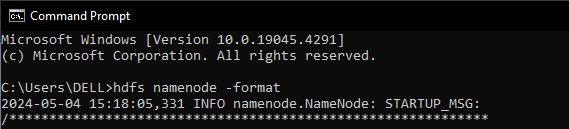 Command Prompt
Microsoft Windows [Version 10.0.19045.4291]
(c) Microsoft Corporation. All rights reserved.
C:\Users\DELL>hdfs namenode -format
2024-05-04 15:18:05,331 INFO namenode.NameNode: STARTUP_MSG:
/************************************************************